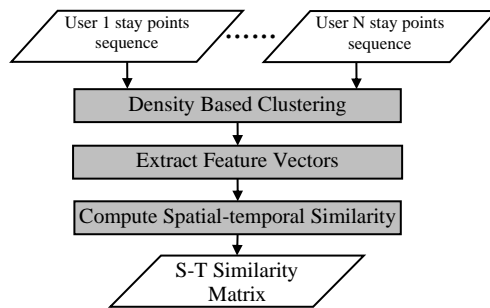 User 1 stay points
sequence
......
User N stay points
sequence
Density Based Clustering
Extract Feature Vectors
Compute Spatial-temporal Similarity
S-T Similarity
Matrix